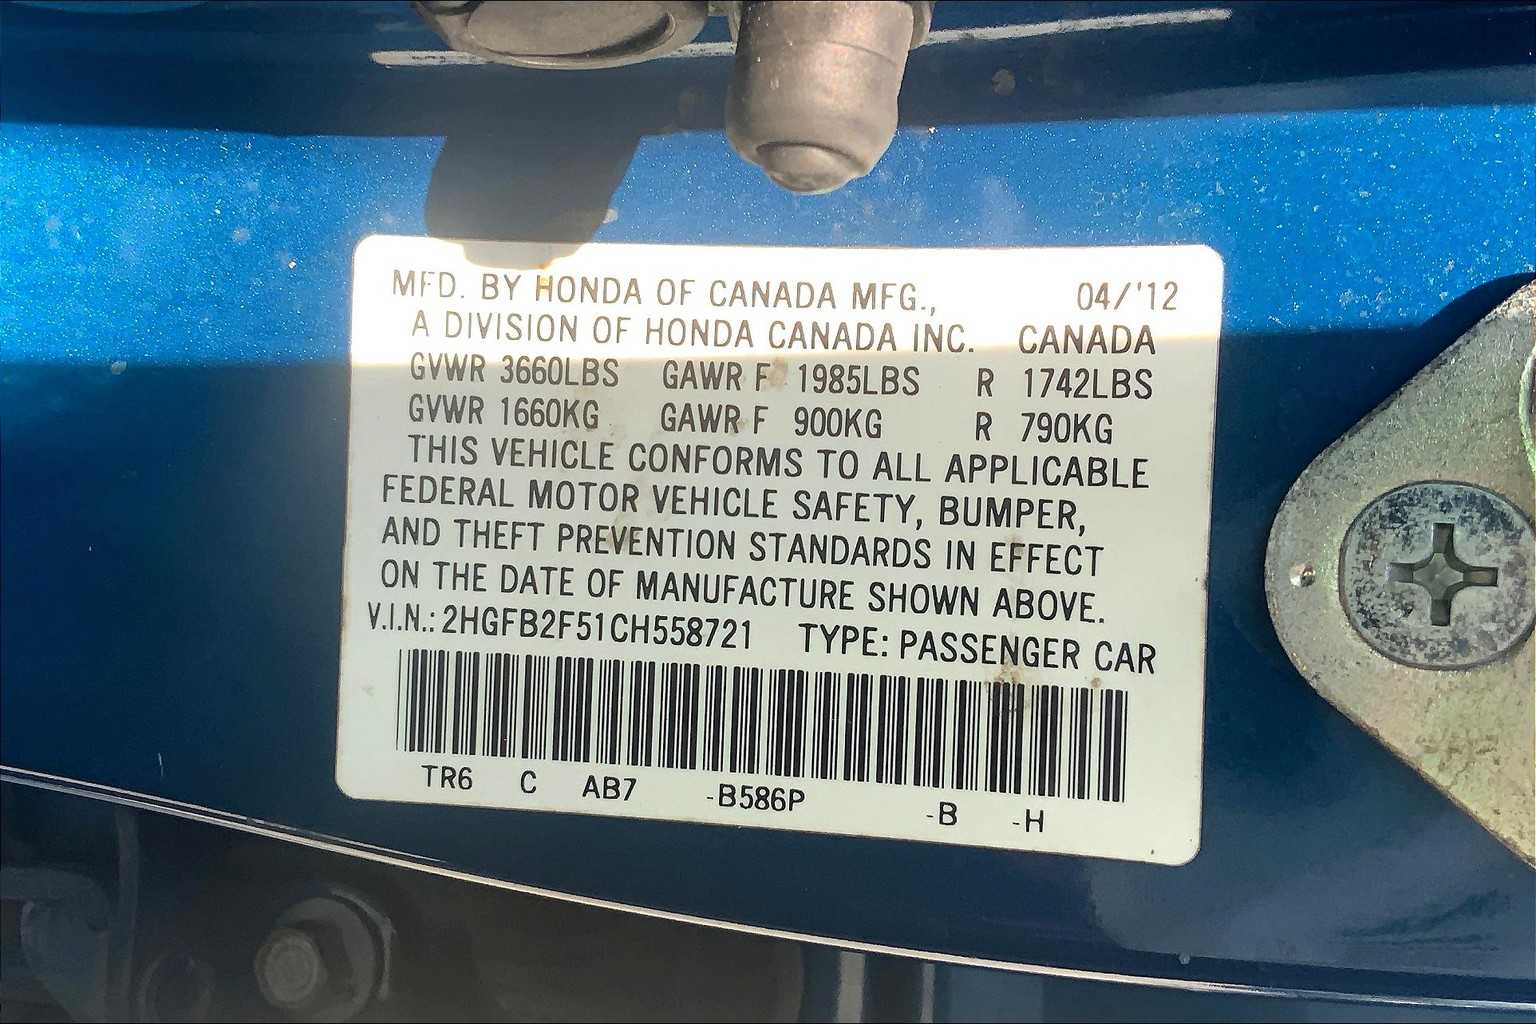 MFD. BY HONDA OF CANADA MFG., 04/'12
A DIVISION OF HONDA CANADA INC. CANADA
GVWR 3660LBS GAWR F 1985LBS R 1742LBS
GVWR 1660KG GAWR F 900KG R 790KG
THIS VEHICLE CONFORMS TO ALL APPLICABLE
FEDERAL MOTOR VEHICLE SAFETY, BUMPER,
AND THEFT PREVENTION STANDARDS IN EFFECT
ON THE DATE OF MANUFACTURE SHOWN ABOVE.
V.I.N.: 2HGFB2F51CH558721 TYPE: PASSENGER CAR
TR6 C AB7 -B586P -B -H